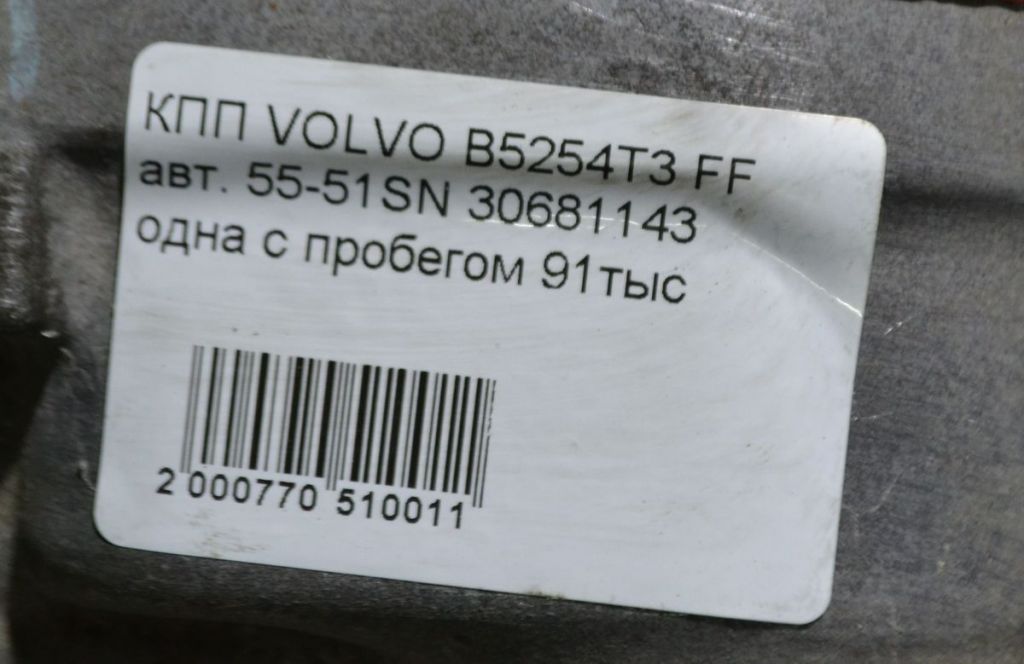 КПП VOLVO B5254T3 FF
авт. 55-51SN 30681143
одна с пробегом 91тыс
2 000770 510011